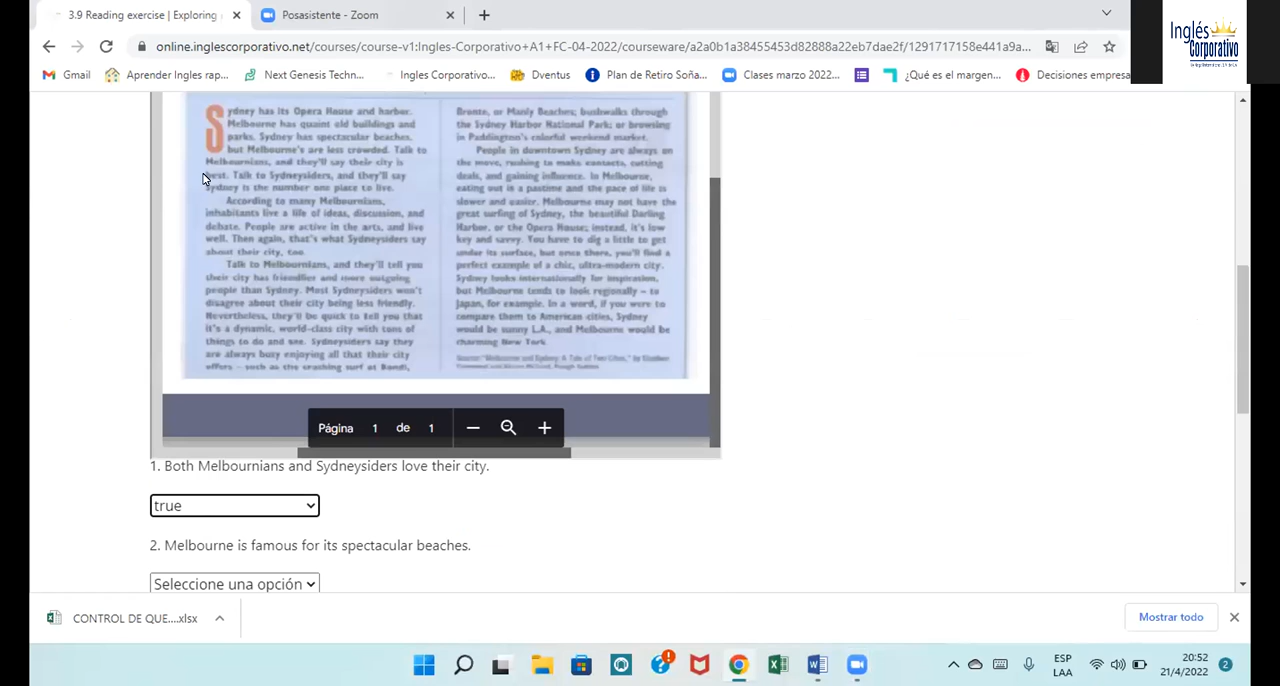 3.9 Reading exercise | Exploring
Posasistente - Zoom
online.inglescorporativo.net/courses/course-v1:Ingles-Corporativo+A1+FC-04-2022/courseware/a2a0b1a38455453d82888a22eb7dae2f/1291717158e441a9a...
Inglés
Corporativo
Gmail
Aprender Ingles rap...
Next Genesis Techn...
Ingles Corporativo...
Dventus
Plan de Retiro Soña...
Clases marzo 2022...
¿Qué es el margen...
Decisiones empresa
Sydney has its Opera House and harbor.
Melbourne has quaint old buildings and
parks. Sydney has spectacular beaches,
but Melbourne's are less crowded. Talk to
Melbournians, and they'll say their city is
best. Talk to Sydneysiders, and they'll say
Sydney is the number one place to live.
According to many Melbournians,
inhabitants live a life of ideas, discussion, and
debate. People are active in the arts, and live
well. Then again, that's what Sydneysiders say
about their city, too.
Talk to Melbournians, and they'll tell you
their city has friendlier and more outgoing
people than Sydney. Most Sydneysiders won't
disagree about their city being less friendly.
Nevertheless, they'll be quick to tell you that
it's a dynamic, world-class city with tons of
things to do and see. Sydneysiders say they
are always busy enjoying all that their city
offers – such as the crashing surf at Bondi,
Bronte, or Manly Beaches; bushwalks through
the Sydney Harbor National Park; or browsing
in Paddington's colorful weekend market.
People in downtown Sydney are always on
the move, rushing to make contacts, cutting
deals, and gaining influence. In Melbourne,
eating out is a pastime and the pace of life is
slower and easier. Melbourne may not have the
great surfing of Sydney, the beautiful Darling
Harbor, or the Opera House; instead, it's low
key and savvy. You have to dig a little to get
under its surface, but once there, you'll find a
perfect example of a chic, ultra-modern city.
Sydney looks internationally for inspiration,
but Melbourne tends to look regionally – to
Japan, for example. In a word, if you were to
compare them to American cities, Sydney
would be sunny L.A., and Melbourne would be
charming New York.
Source: "Melbourne and Sydney: A Tale of Two Cities," by
Página 1 de 1
1. Both Melbournians and Sydneysiders love their city.
true
2. Melbourne is famous for its spectacular beaches.
Seleccione una opción
CONTROL DE QUE....xlsx
Mostrar todo
ESP
LAA
20:52
21/4/2022
2